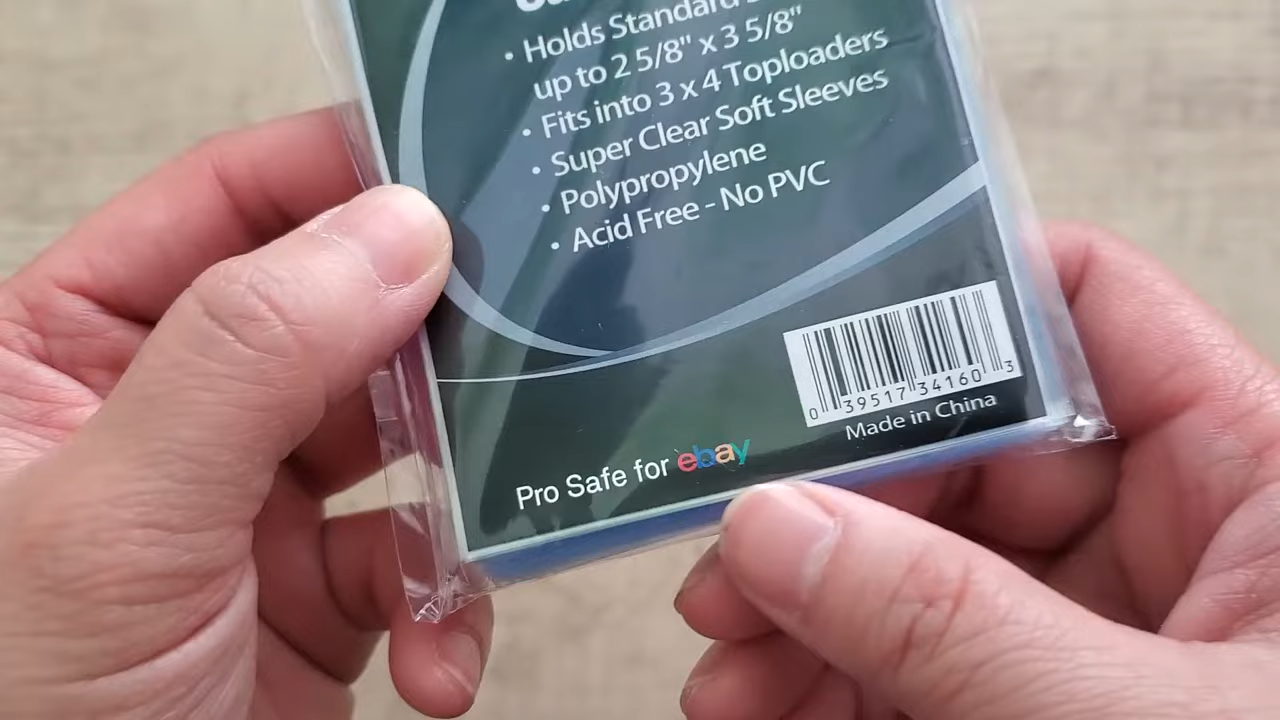 • Holds Standard
up to 2 5/8" x 3 5/8"
• Fits into 3 x 4 Toploaders
• Super Clear Soft Sleeves
• Polypropylene
• Acid Free - No PVC
0 39517 34160 3
Made in China
Pro Safe for ebay